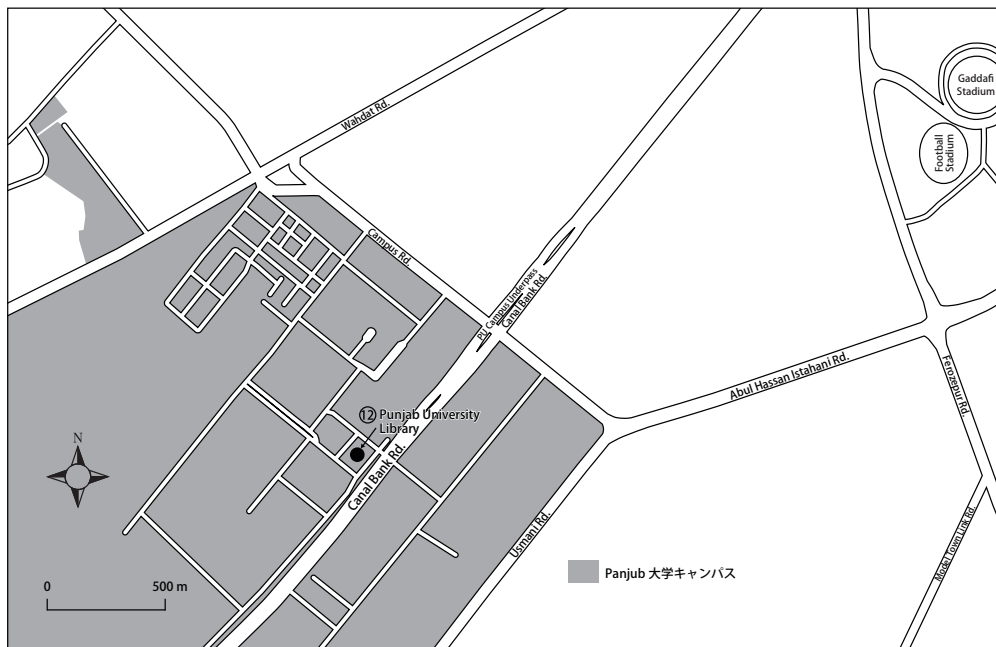 Gaddafi
Stadium
Football
Stadium
Wahdat Rd.
Campus Rd.
PU Campus Underpass
Canal Bank Rd.
Abul Hassan Istahani Rd.
Ferozepur Rd.
⑫ Punjab University
Library
N
Canal Bank Rd.
Usmani Rd.
Model Town Link Rd.
Panjub 大学キャンパス
0 500 m